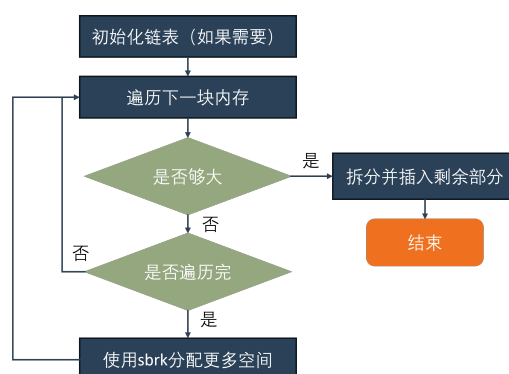 初始化链表（如果需要）
遍历下一块内存
是否够大
是
拆分并插入剩余部分
否
结束
否
是否遍历完
是
使用sbrk分配更多空间